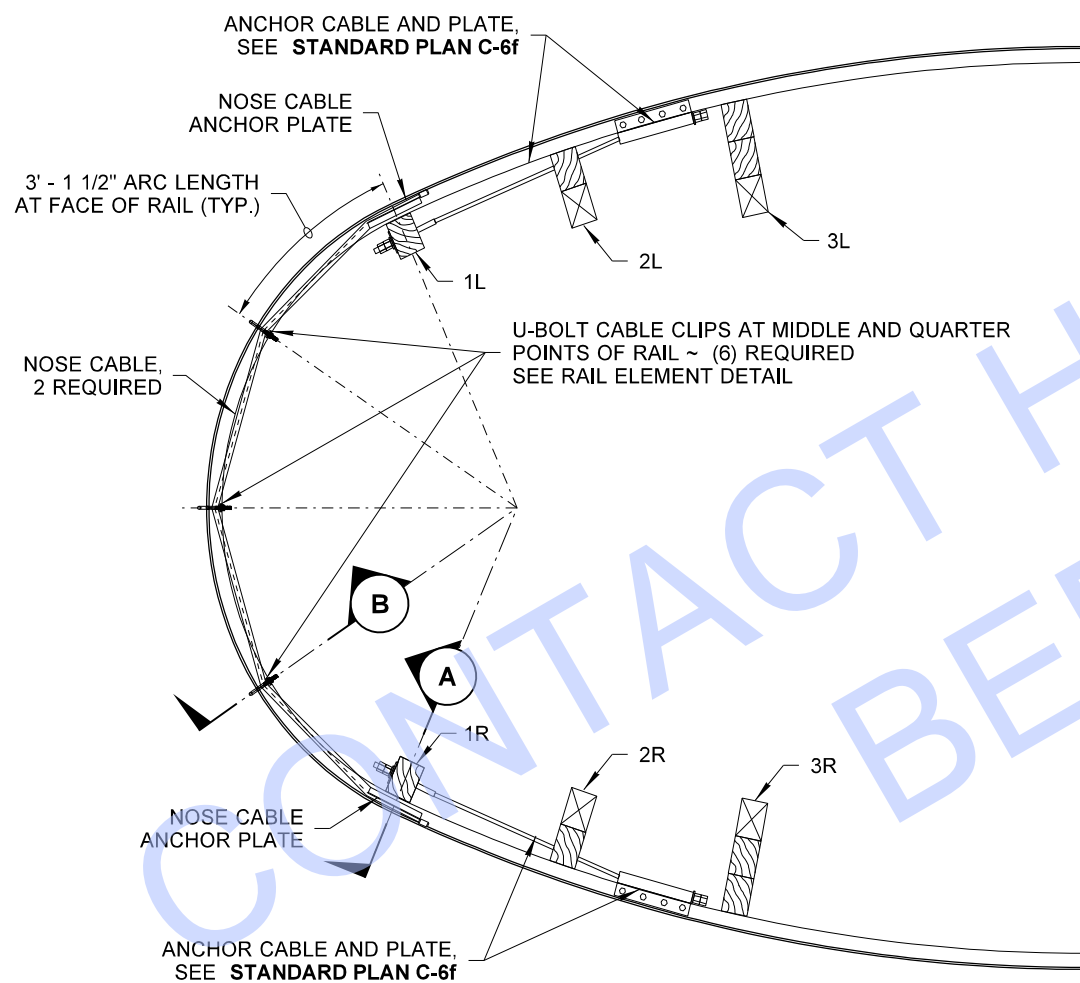 ANCHOR CABLE AND PLATE,
SEE STANDARD PLAN C-6f
NOSE CABLE
ANCHOR PLATE
3' - 1 1/2" ARC LENGTH
AT FACE OF RAIL (TYP.)
1L
2L
3L
U-BOLT CABLE CLIPS AT MIDDLE AND QUARTER
POINTS OF RAIL ~ (6) REQUIRED
SEE RAIL ELEMENT DETAIL
NOSE CABLE,
2 REQUIRED
B
A
1R
2R
3R
NOSE CABLE
ANCHOR PLATE
ANCHOR CABLE AND PLATE,
SEE STANDARD PLAN C-6f
CONTACT